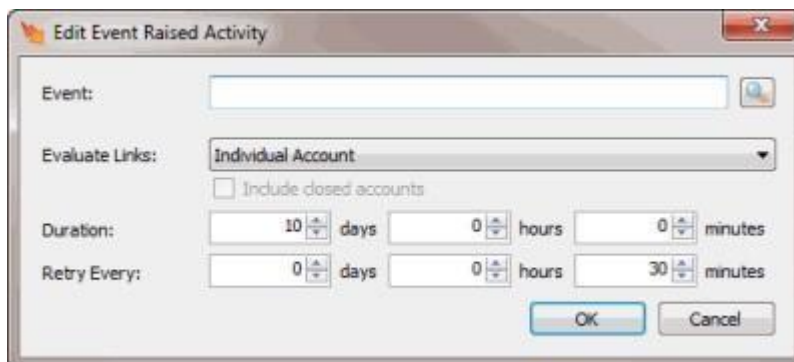 Edit Event Raised Activity
Event:
Evaluate Links: Individual Account
Include closed accounts
Duration: 10 days 0 hours 0 minutes
Retry Every: 0 days 0 hours 30 minutes
OK Cancel